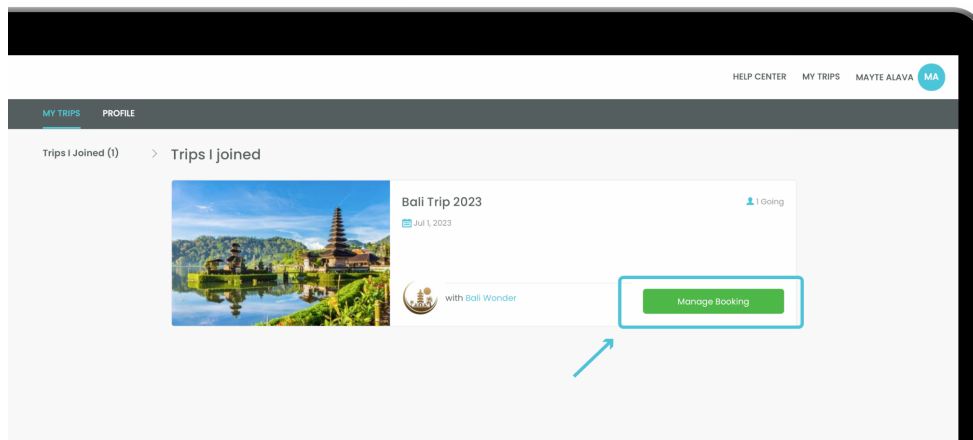 HELP CENTER MY TRIPS MAYTE ALAVA MA
MY TRIPS PROFILE
Trips I Joined (1)
Trips I joined
Bali Trip 2023
1 Going
Jul 1, 2023
with Bali Wonder
Manage Booking